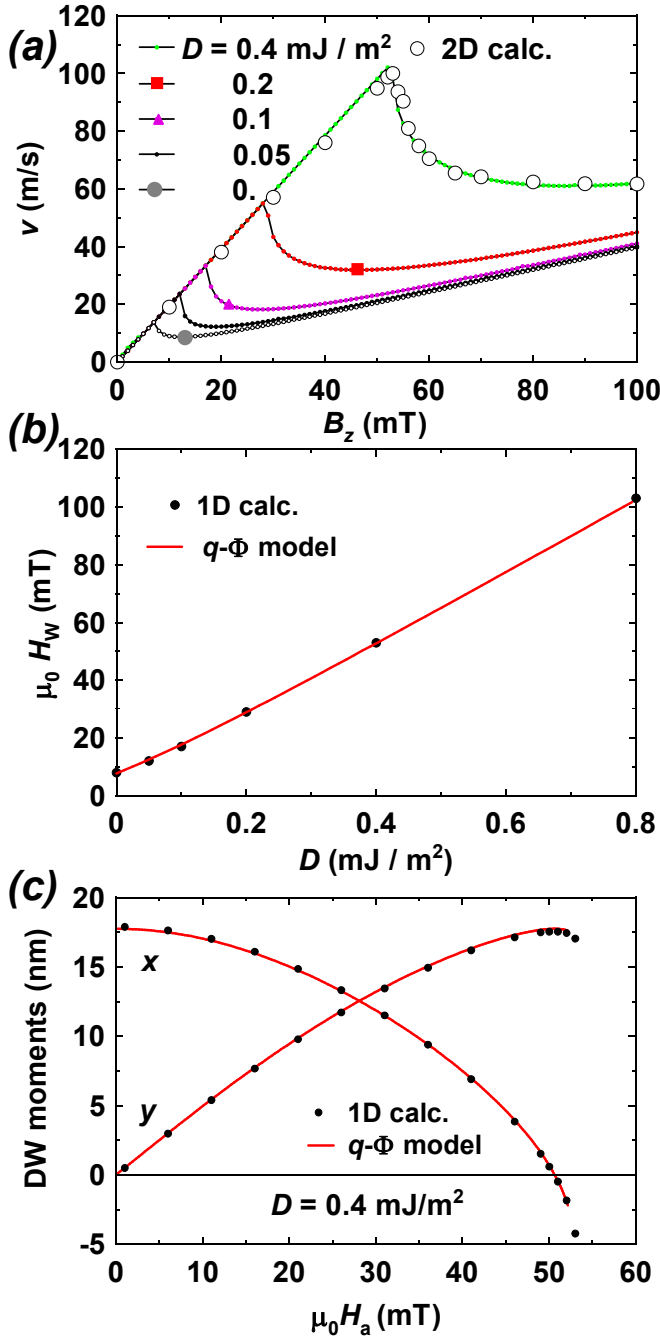 (a)
D = 0.4 mJ / m² 2D calc.
0.2
0.1
0.05
0.
120
100
80
60
40
20
0
v (m/s)
0 20 40 60 80 100
B_z (mT)
(b)
1D calc.
q-Φ model
120
100
80
60
40
20
0
μ₀ H_W (mT)
0 0.2 0.4 0.6 0.8
D (mJ / m²)
(c)
20
15
10
5
0
-5
DW moments (nm)
x
y
1D calc.
q-Φ model
D = 0.4 mJ/m²
0 10 20 30 40 50 60
μ₀H_a (mT)